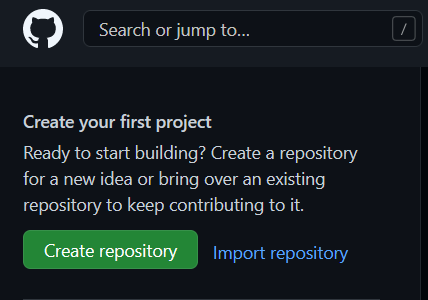 Search or jump to...
/
Create your first project
Ready to start building? Create a repository
for a new idea or bring over an existing
repository to keep contributing to it.
Create repository
Import repository